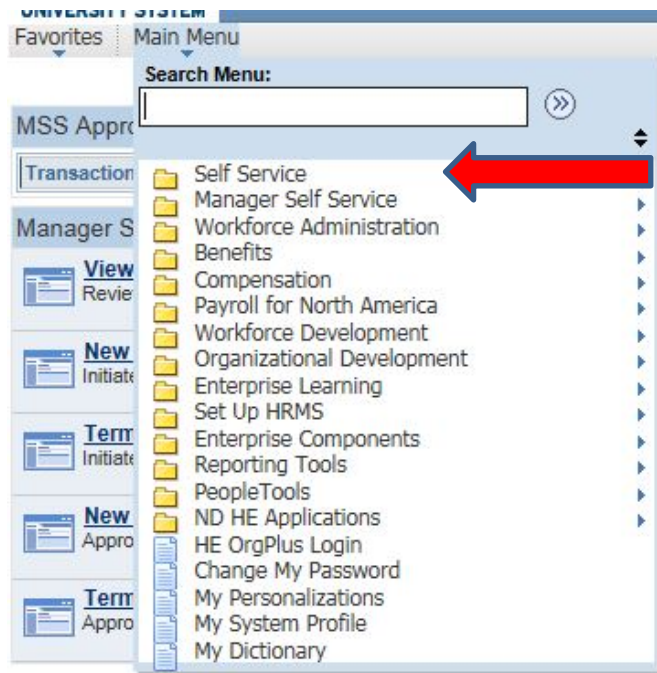 UNIVERSITY SYSTEM
Favorites Main Menu
Search Menu:
MSS Appro
Transaction
Manager S
View
Revie
New
Initiate
Term
Initiate
New
Appro
Term
Appro
Self Service
Manager Self Service
Workforce Administration
Benefits
Compensation
Payroll for North America
Workforce Development
Organizational Development
Enterprise Learning
Set Up HRMS
Enterprise Components
Reporting Tools
PeopleTools
ND HE Applications
HE OrgPlus Login
Change My Password
My Personalizations
My System Profile
My Dictionary